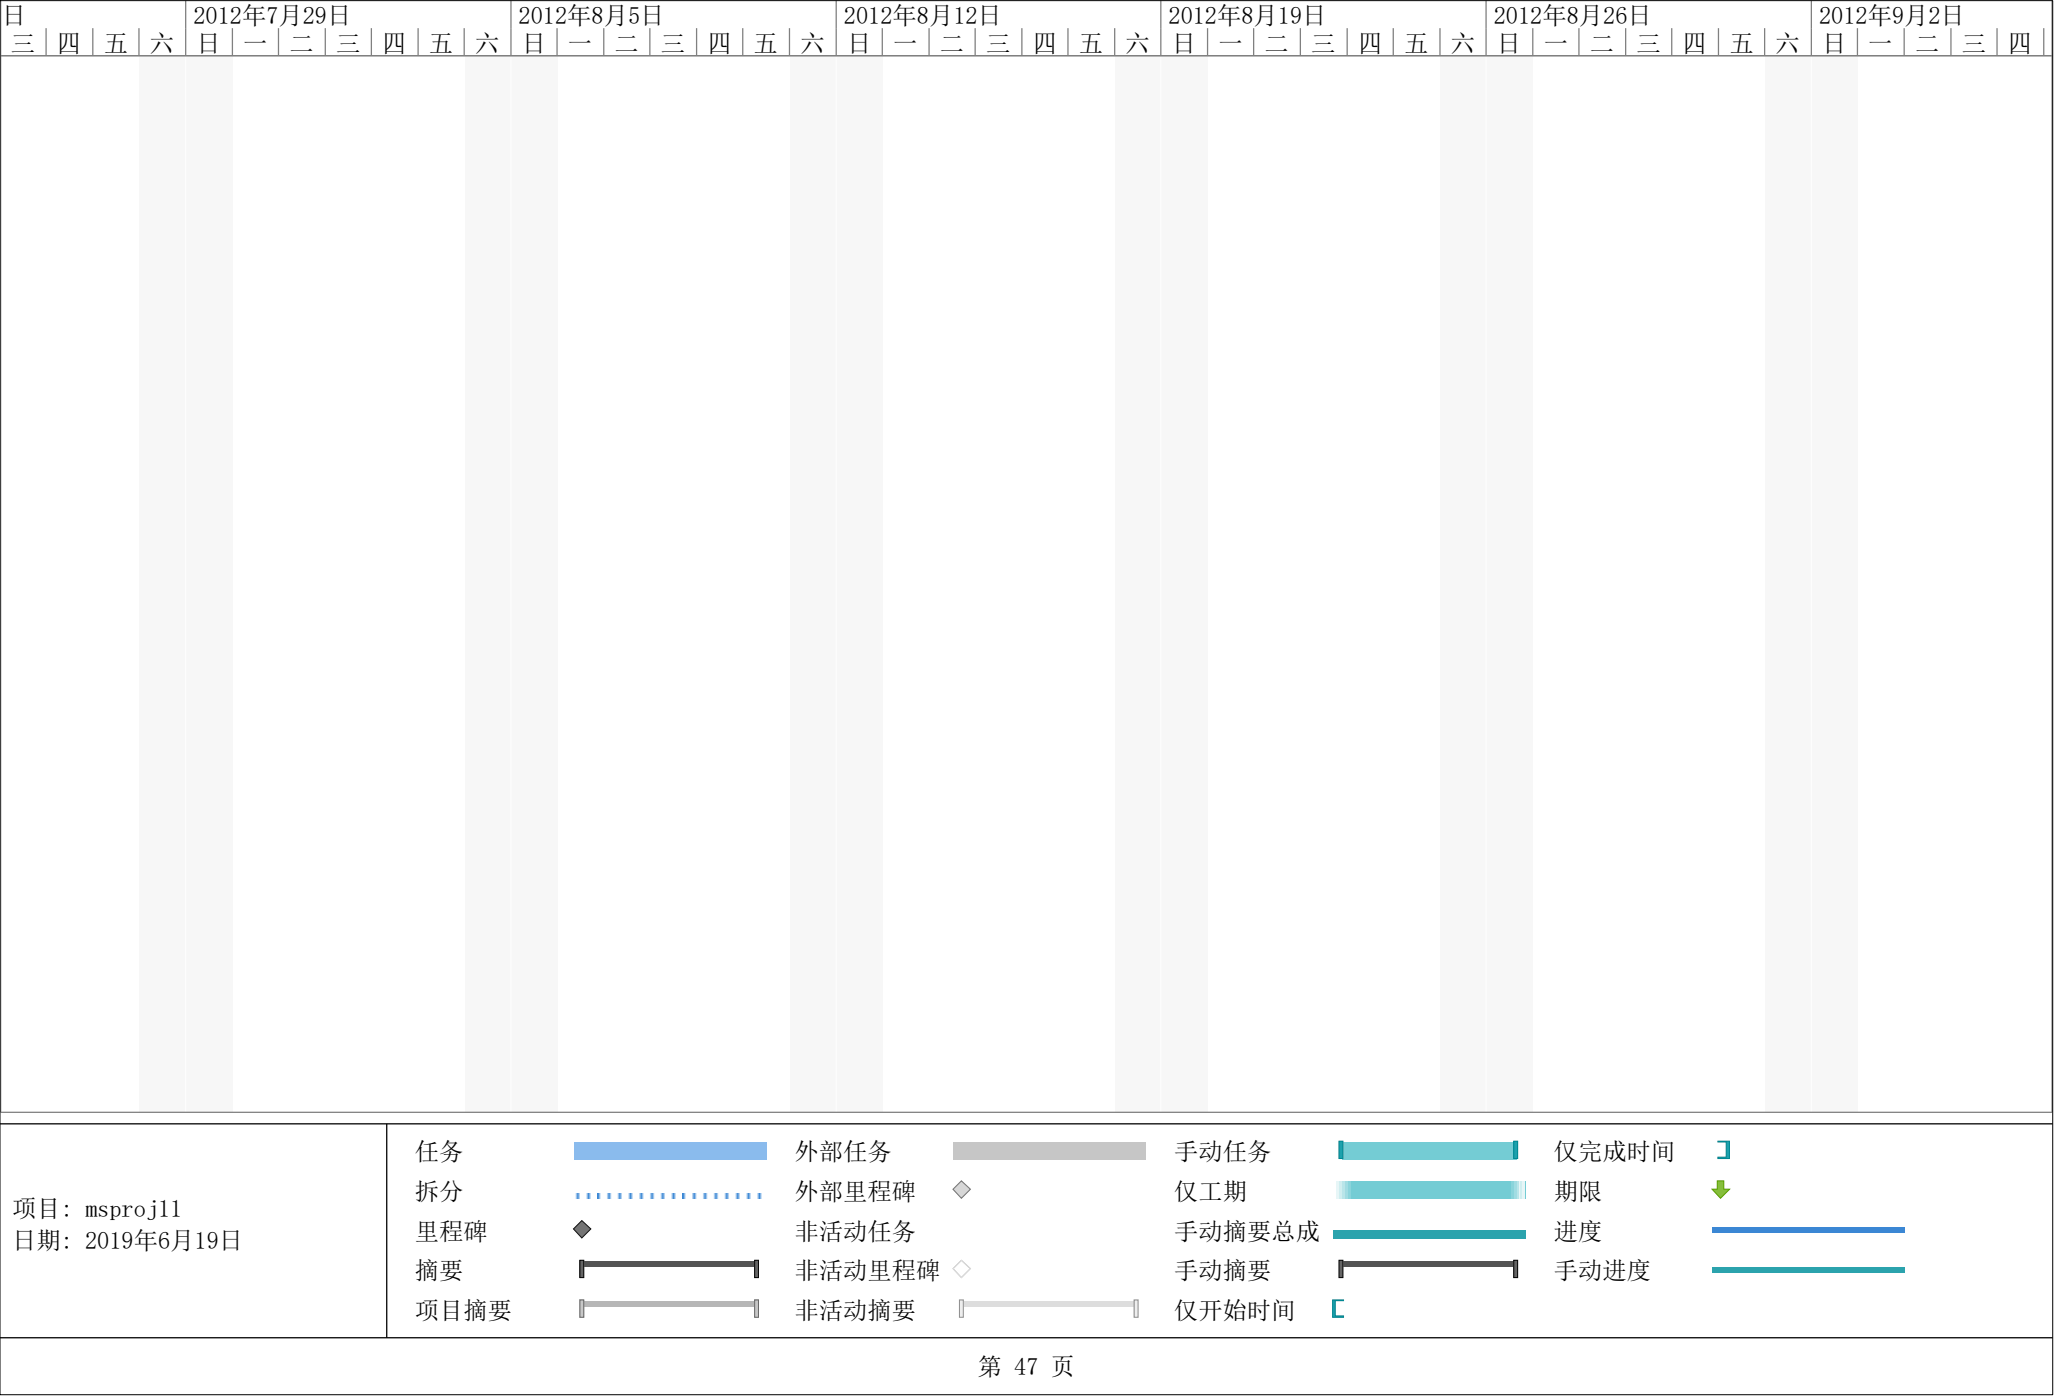 日 2012年7月29日 2012年8月5日 2012年8月12日 2012年8月19日 2012年8月26日 2012年9月2日
三 四 五 六 日 一 二 三 四 五 六 日 一 二 三 四 五 六 日 一 二 三 四 五 六 日 一 二 三 四 五 六 日 一 二 三 四 五 六 日 一 二 三 四
项目: msproj11
日期: 2019年6月19日
任务 外部任务 手动任务 仅完成时间
拆分 外部里程碑 仅工期 期限
里程碑 非活动任务 手动摘要总成 进度
摘要 非活动里程碑 手动摘要 手动进度
项目摘要 非活动摘要 仅开始时间
第 47 页